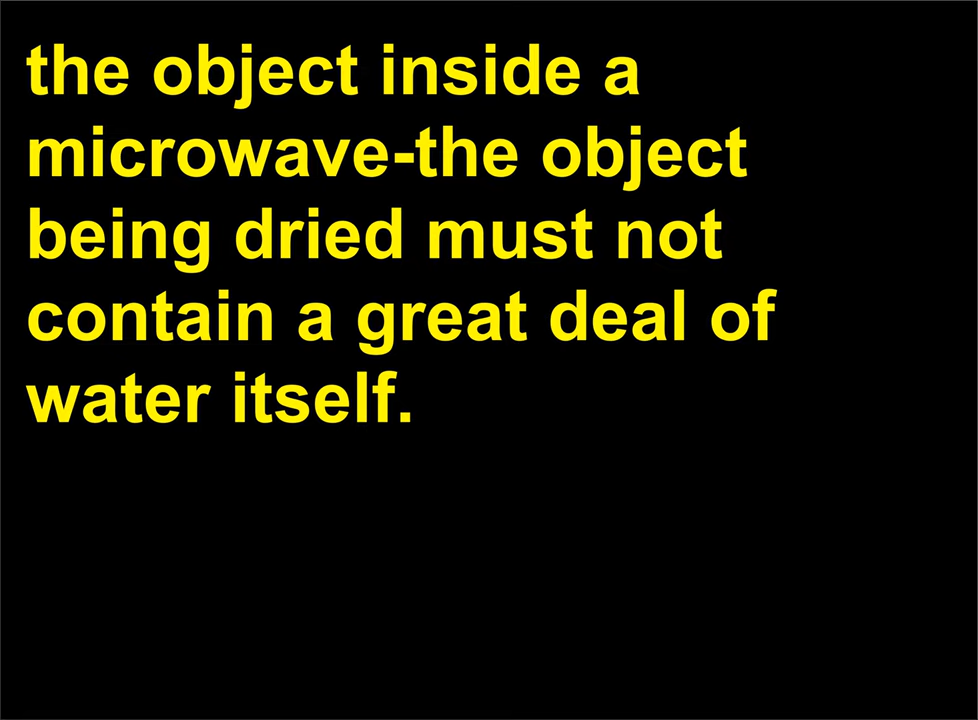 the object inside a
microwave-the object
being dried must not
contain a great deal of
water itself.